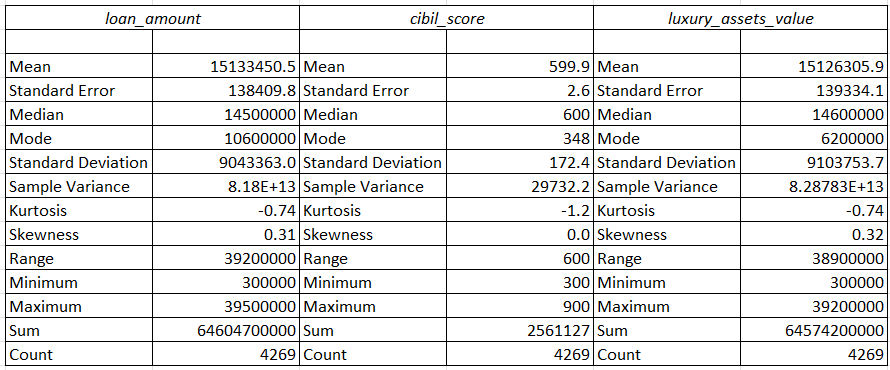 loan_amount cibil_score luxury_assets_value
Mean 15133450.5 Mean 599.9 Mean 15126305.9
Standard Error 138409.8 Standard Error 2.6 Standard Error 139334.1
Median 14500000 Median 600 Median 14600000
Mode 10600000 Mode 348 Mode 6200000
Standard Deviation 9043363.0 Standard Deviation 172.4 Standard Deviation 9103753.7
Sample Variance 8.18E+13 Sample Variance 29732.2 Sample Variance 8.28783E+13
Kurtosis -0.74 Kurtosis -1.2 Kurtosis -0.74
Skewness 0.31 Skewness 0.0 Skewness 0.32
Range 39200000 Range 600 Range 38900000
Minimum 300000 Minimum 300 Minimum 300000
Maximum 39500000 Maximum 900 Maximum 39200000
Sum 64604700000 Sum 2561127 Sum 64574200000
Count 4269 Count 4269 Count 4269